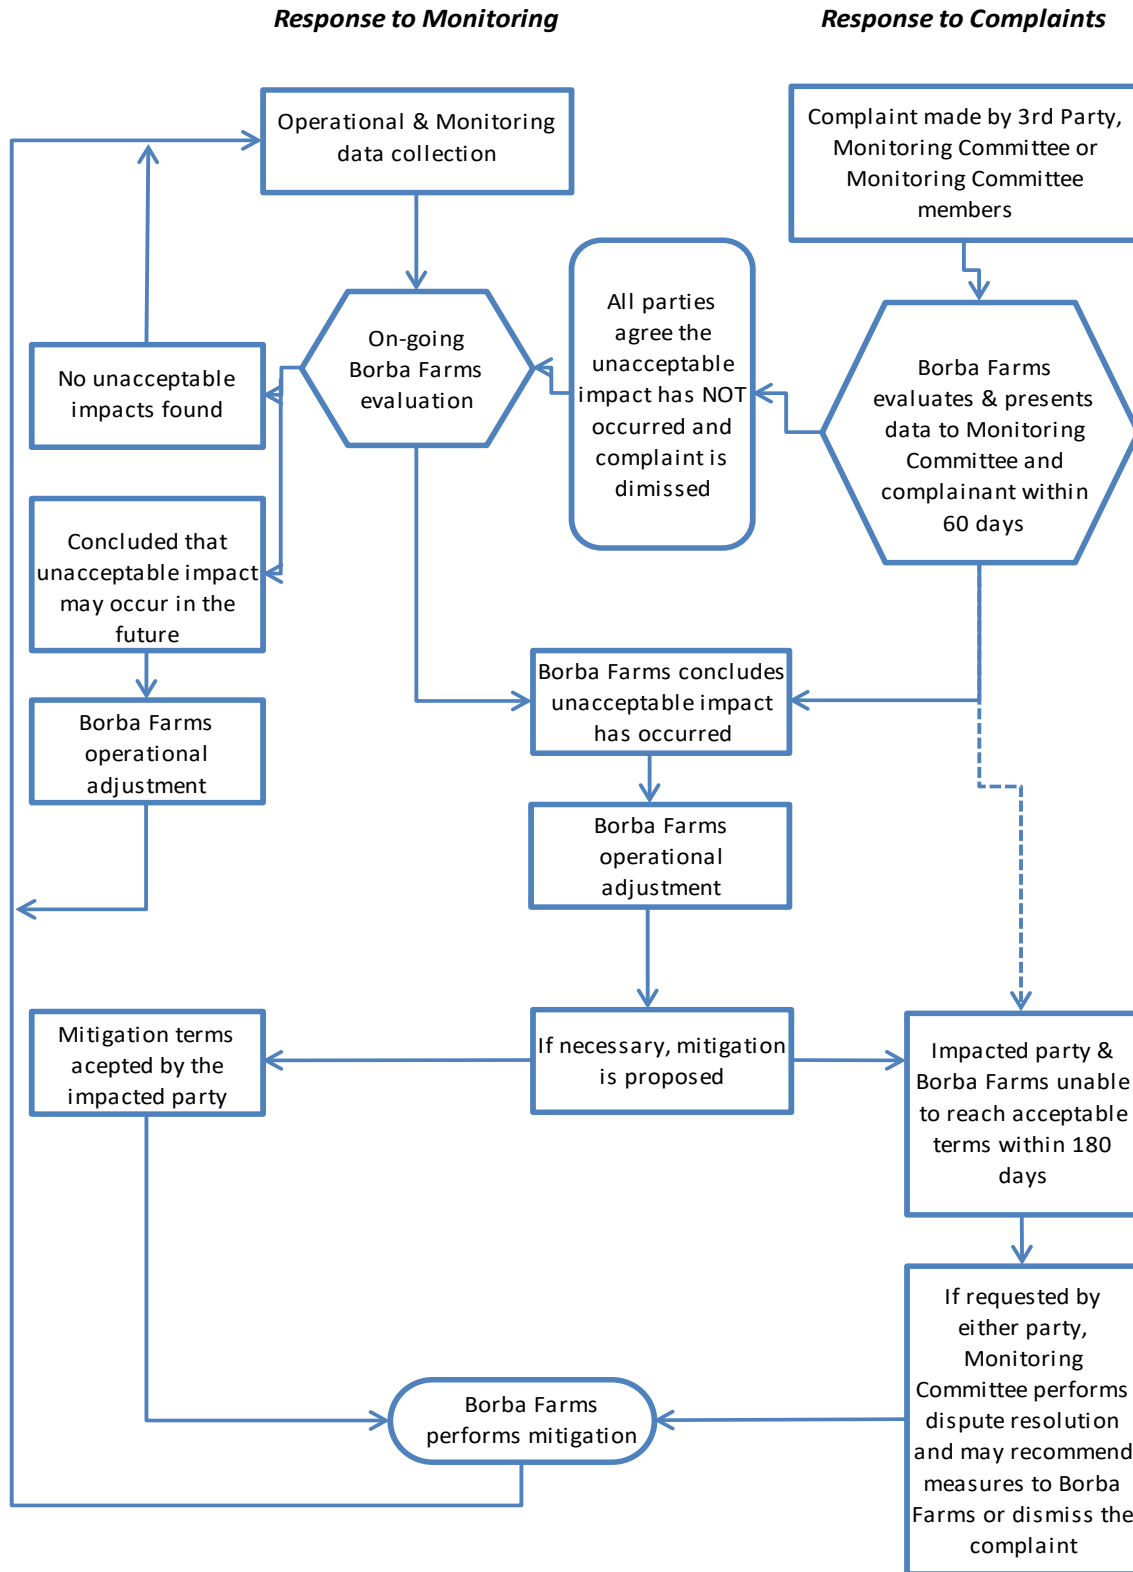 Response to Monitoring
Response to Complaints
Operational & Monitoring
data collection
Complaint made by 3rd Party,
Monitoring Committee or
Monitoring Committee
members
On-going
Borba Farms
evaluation
All parties
agree the
unacceptable
impact has NOT
occurred and
complaint is
dimissed
Borba Farms
evaluates & presents
data to Monitoring
Committee and
complainant within
60 days
No unacceptable
impacts found
Concluded that
unacceptable impact
may occur in the
future
Borba Farms
operational
adjustment
Borba Farms concludes
unacceptable impact
has occurred
Borba Farms
operational
adjustment
If necessary, mitigation
is proposed
Mitigation terms
acepted by the
impacted party
Impacted party &
Borba Farms unable
to reach acceptable
terms within 180
days
If requested by
either party,
Monitoring
Committee performs
dispute resolution
and may recommend
measures to Borba
Farms or dismiss the
complaint
Borba Farms
performs mitigation